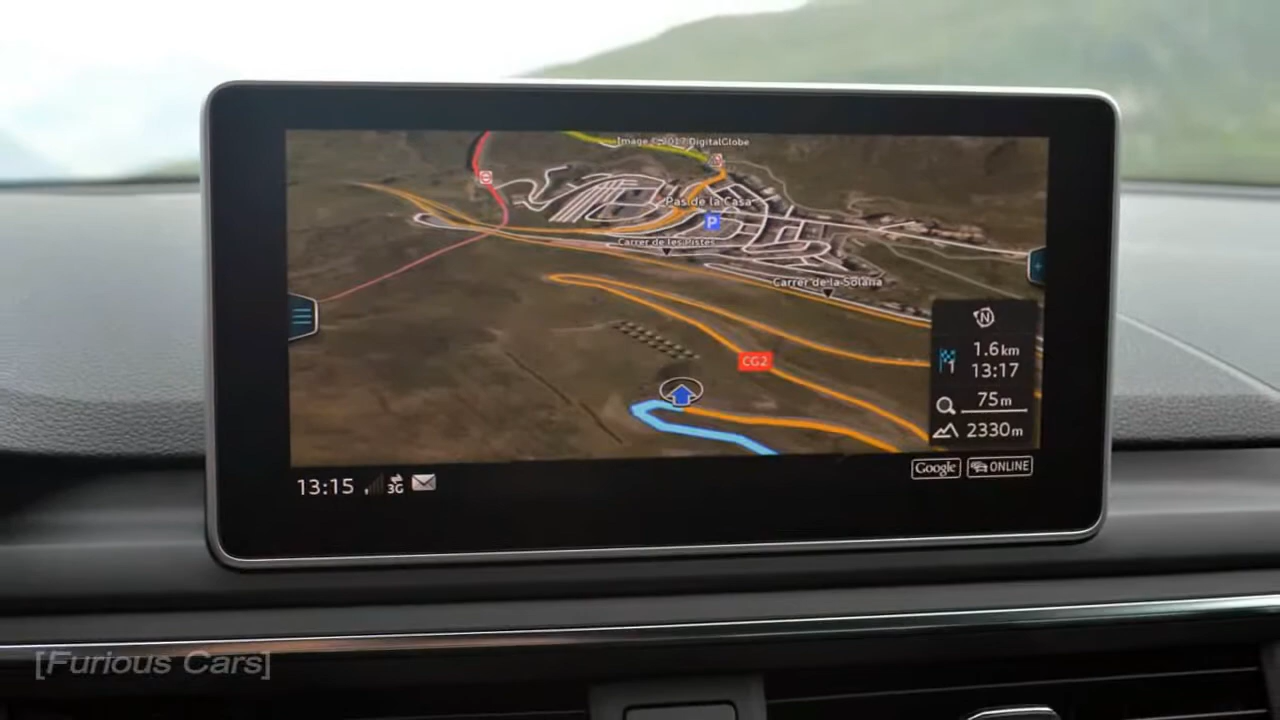 Image © 2017 DigitalGlobe
Pas de la Casa
P
Carrer de les Pistes
Carrer de la Solana
CG2
N
1.6 km
1
13:17
75 m
2330 m
Google
ONLINE
13:15
3G
[Furious Cars]